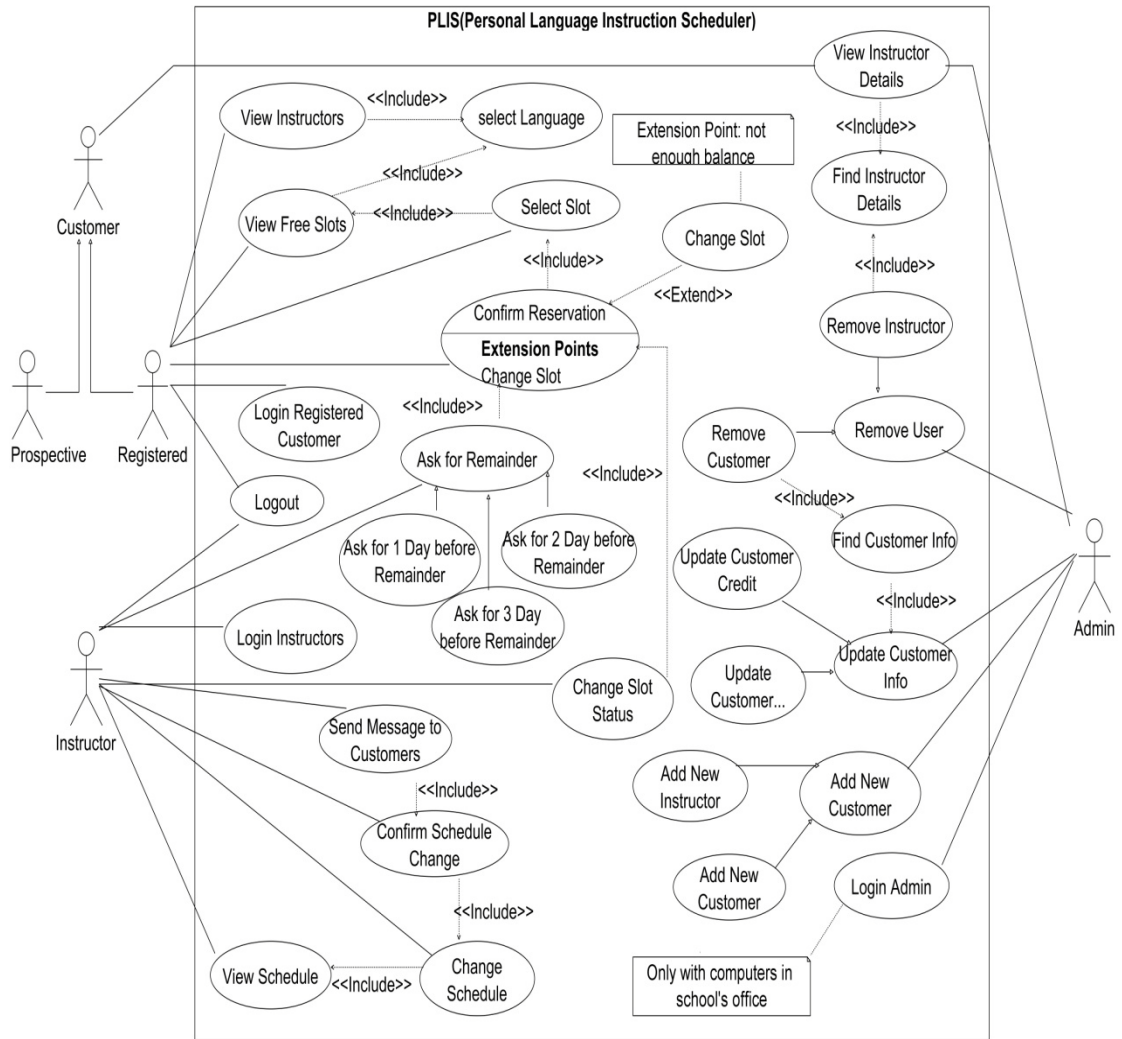 PLIS(Personal Language Instruction Scheduler)
View Instructor
Details
<<Include>>
View Instructors
select Language
Extension Point: not
enough balance
<<Include>>
Customer
<<Include>>
Find Instructor
Details
View Free Slots
<<Include>>
Select Slot
Change Slot
<<Include>>
<<Include>>
<<Extend>>
Confirm Reservation
Extension Points
Change Slot
Remove Instructor
Prospective
Registered
Login Registered
Customer
<<Include>>
Remove
Customer
Remove User
Ask for Remainder
<<Include>>
<<Include>>
Logout
Ask for 1 Day before
Remainder
Ask for 2 Day before
Remainder
Find Customer Info
Update Customer
Credit
Ask for 3 Day
before Remainder
<<Include>>
Admin
Login Instructors
Update Customer
Info
Update
Customer...
Change Slot
Status
Instructor
Send Message to
Customers
<<Include>>
Add New
Instructor
Add New
Customer
Confirm Schedule
Change
Add New
Customer
Login Admin
<<Include>>
View Schedule
<<Include>>
Change
Schedule
Only with computers in
school's office